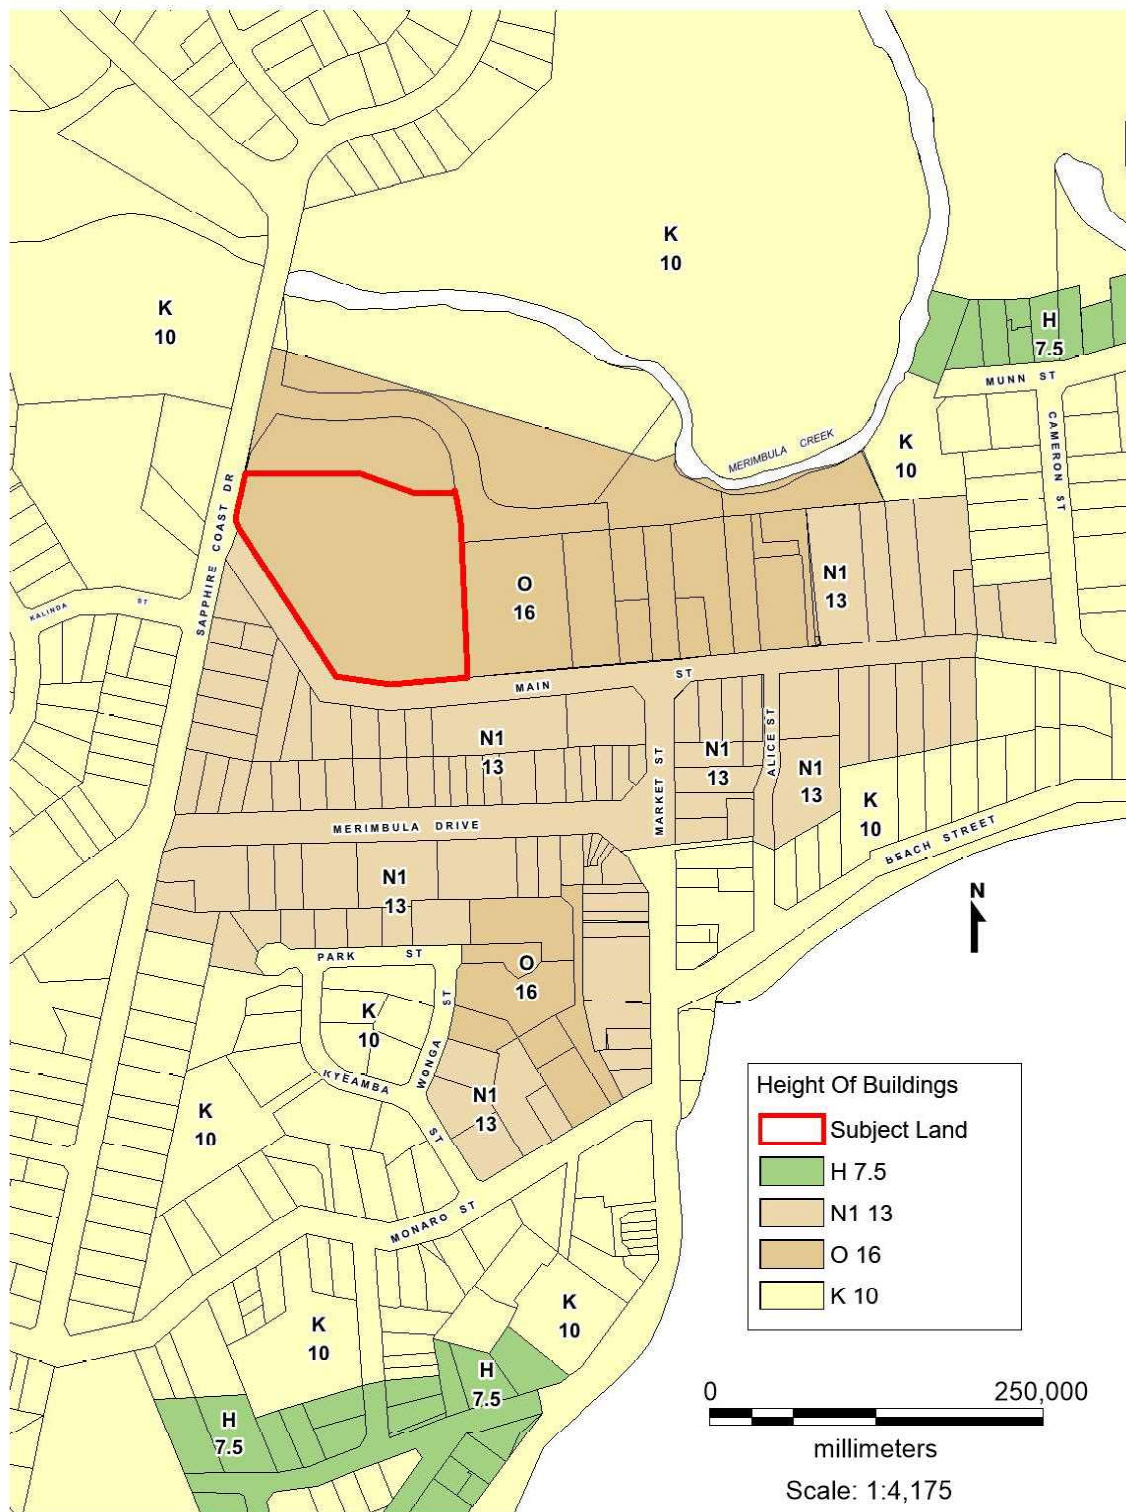 K
10
K
10
H
7.5
MUNN ST
MERIMBULA CREEK
K
10
CAMERON ST
SAPPHIRE COAST DR
KALINDA ST
O
16
N1
13
MAIN ST
N1
13
MARKET ST
N1
13
ALICE ST
N1
13
K
10
MERIMBULA DRIVE
BEACH STREET
N1
13
N
PARK ST
O
16
K
10
WONGA ST
KYEAMBA ST
N1
13
K
10
MONARO ST
K
10
K
10
H
7.5
H
7.5
Height Of Buildings
Subject Land
H 7.5
N1 13
O 16
K 10
0 250,000
millimeters
Scale: 1:4,175